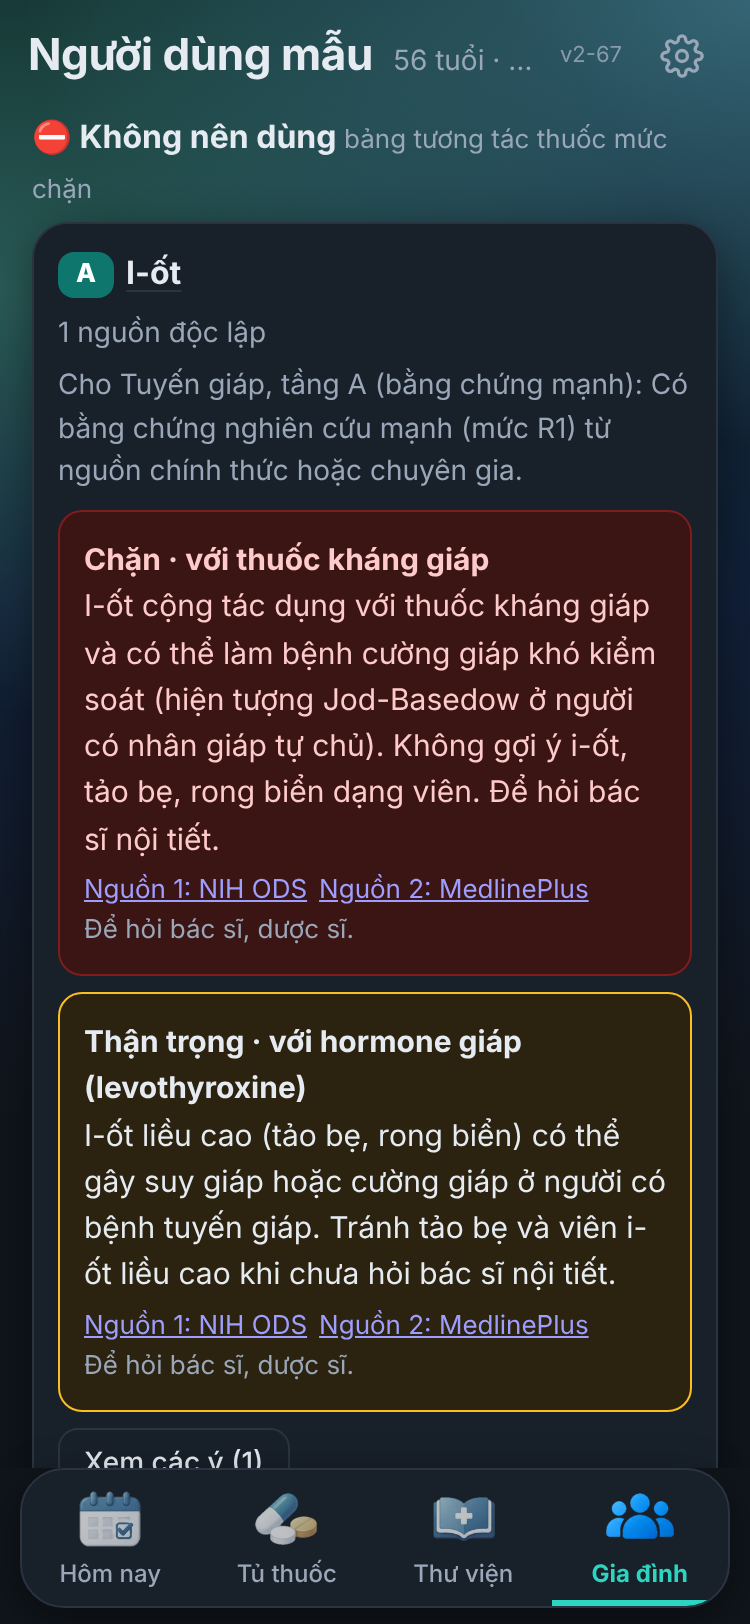 Người dùng mẫu 56 tuổi · ... v2-67
Không nên dùng bảng tương tác thuốc mức
chặn
A I-ốt
1 nguồn độc lập
Cho Tuyến giáp, tầng A (bằng chứng mạnh): Có
bằng chứng nghiên cứu mạnh (mức R1) từ
nguồn chính thức hoặc chuyên gia.
Chặn · với thuốc kháng giáp
I-ốt cộng tác dụng với thuốc kháng giáp
và có thể làm bệnh cường giáp khó kiểm
soát (hiện tượng Jod-Basedow ở người
có nhân giáp tự chủ). Không gợi ý i-ốt,
tảo bẹ, rong biển dạng viên. Để hỏi bác
sĩ nội tiết.
Nguồn 1: NIH ODS Nguồn 2: MedlinePlus
Để hỏi bác sĩ, dược sĩ.
Thận trọng · với hormone giáp
(levothyroxine)
I-ốt liều cao (tảo bẹ, rong biển) có thể
gây suy giáp hoặc cường giáp ở người có
bệnh tuyến giáp. Tránh tảo bẹ và viên i-
ốt liều cao khi chưa hỏi bác sĩ nội tiết.
Nguồn 1: NIH ODS Nguồn 2: MedlinePlus
Để hỏi bác sĩ, dược sĩ.
Xem các ý (1)
Hôm nay Tủ thuốc Thư viện Gia đình